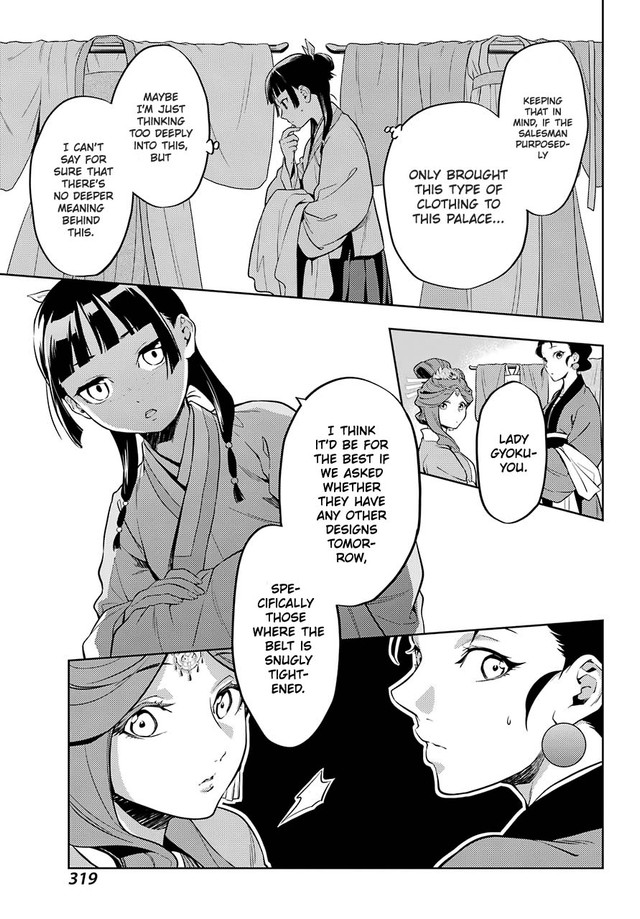 KEEPING
THAT IN
MIND, IF THE
SALESMAN
PURPOSED-
LY
ONLY BROUGHT
THIS TYPE OF
CLOTHING TO
THIS PALACE...
MAYBE
I'M JUST
THINKING
TOO DEEPLY
INTO THIS,
BUT
I CAN'T
SAY FOR
SURE THAT
THERE'S
NO DEEPER
MEANING
BEHIND
THIS.
LADY
GYOKU-
YOU.
I THINK
IT'D BE FOR
THE BEST IF
WE ASKED
WHETHER
THEY HAVE
ANY OTHER
DESIGNS
TOMOR-
ROW,
SPE-
CIFICALLY
THOSE
WHERE THE
BELT IS
SNUGLY
TIGHT-
ENED.
319